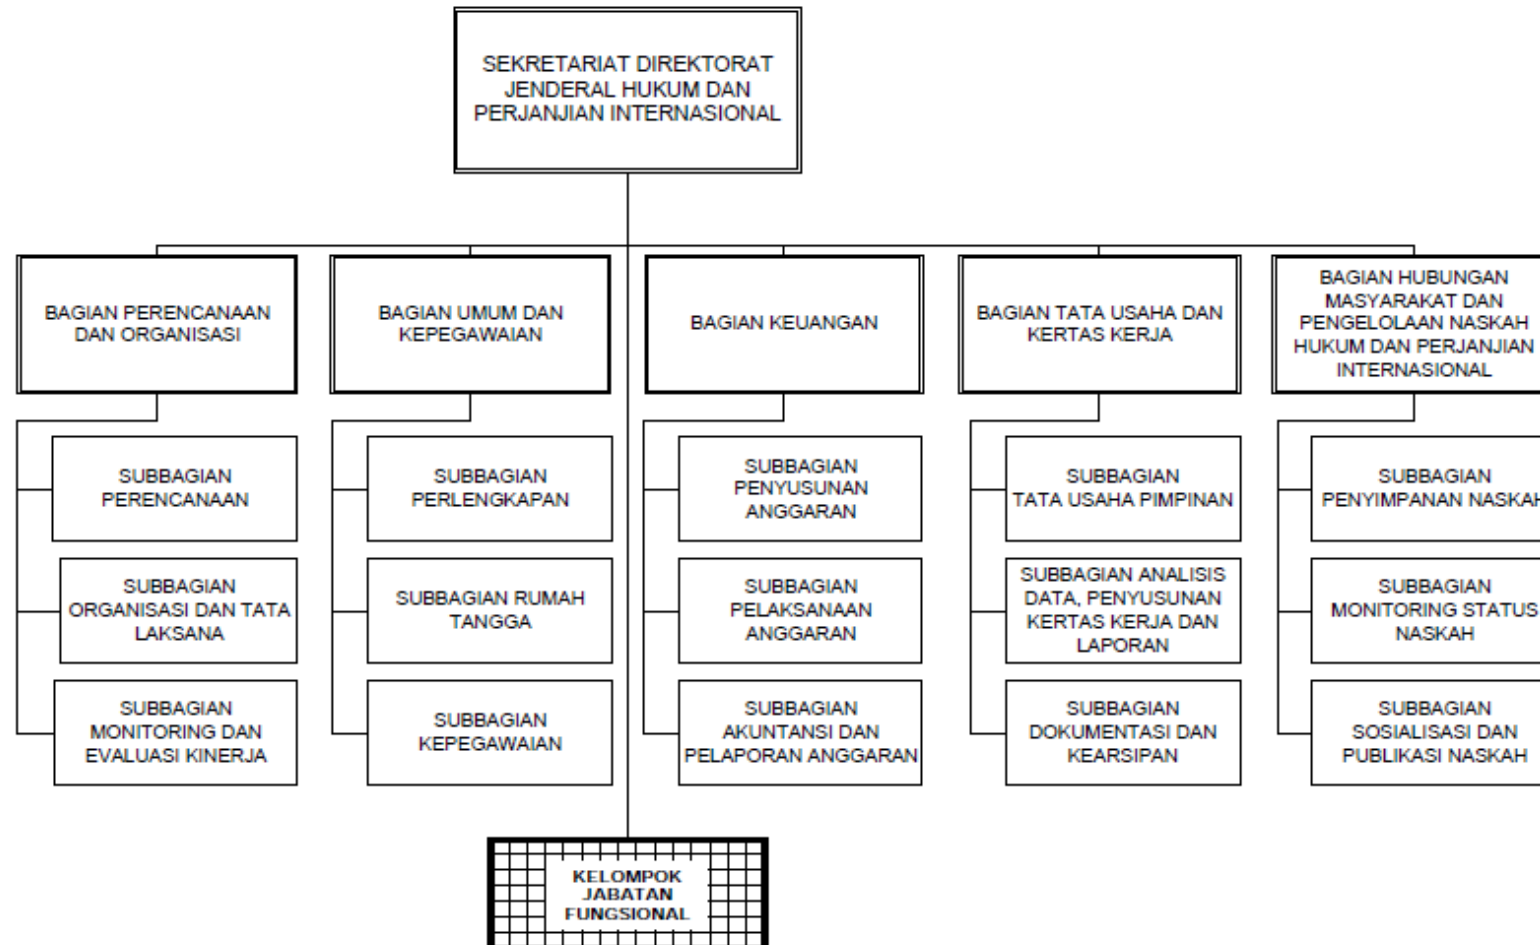 SEKRETARIAT DIREKTORAT
JENDERAL HUKUM DAN
PERJANJIAN INTERNASIONAL
BAGIAN PERENCANAAN
DAN ORGANISASI
BAGIAN UMUM DAN
KEPEGAWAIAN
BAGIAN KEUANGAN
BAGIAN TATA USAHA DAN
KERTAS KERJA
BAGIAN HUBUNGAN
MASYARAKAT DAN
PENGELOLAAN NASKAH
HUKUM DAN PERJANJIAN
INTERNASIONAL
SUBBAGIAN
PERENCANAAN
SUBBAGIAN
PERLENGKAPAN
SUBBAGIAN
PENYUSUNAN
ANGGARAN
SUBBAGIAN
TATA USAHA PIMPINAN
SUBBAGIAN
PENYIMPANAN NASKAH
SUBBAGIAN
ORGANISASI DAN TATA
LAKSANA
SUBBAGIAN RUMAH
TANGGA
SUBBAGIAN
PELAKSANAAN
ANGGARAN
SUBBAGIAN ANALISIS
DATA, PENYUSUNAN
KERTAS KERJA DAN
LAPORAN
SUBBAGIAN
MONITORING STATUS
NASKAH
SUBBAGIAN
MONITORING DAN
EVALUASI KINERJA
SUBBAGIAN
KEPEGAWAIAN
SUBBAGIAN
AKUNTANSI DAN
PELAPORAN ANGGARAN
SUBBAGIAN
DOKUMENTASI DAN
KEARSIPAN
SUBBAGIAN
SOSIALISASI DAN
PUBLIKASI NASKAH
KELOMPOK
JABATAN
FUNGSIONAL